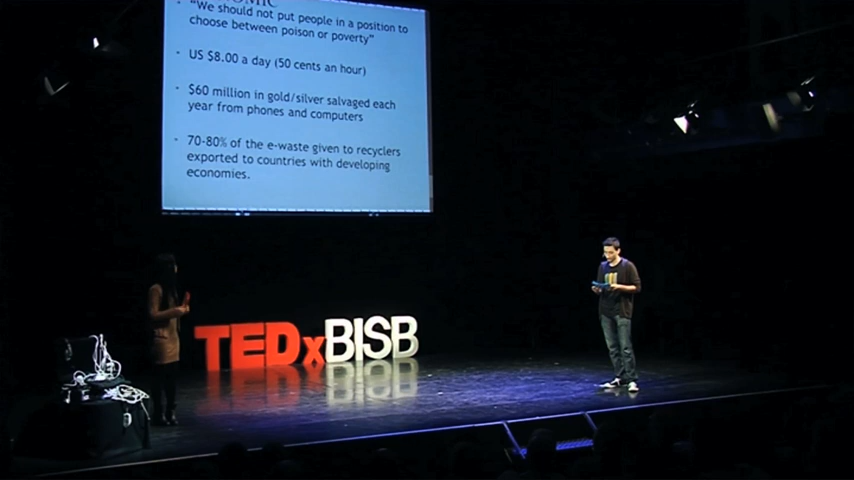 - "We should not put people in a position to
choose between poison or poverty"
- US $8.00 a day (50 cents an hour)
- $60 million in gold/silver salvaged each
year from phones and computers
- 70-80% of the e-waste given to recyclers
exported to countries with developing
economies.
TEDxBISB